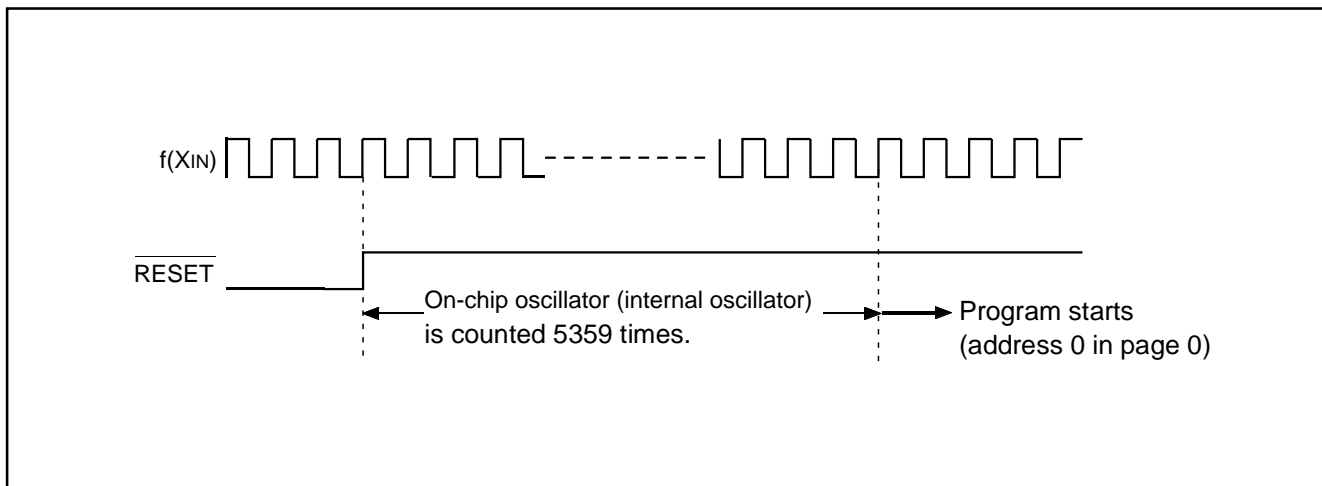 f(XIN)
RESET
On-chip oscillator (internal oscillator)
is counted 5359 times.
Program starts
(address 0 in page 0)